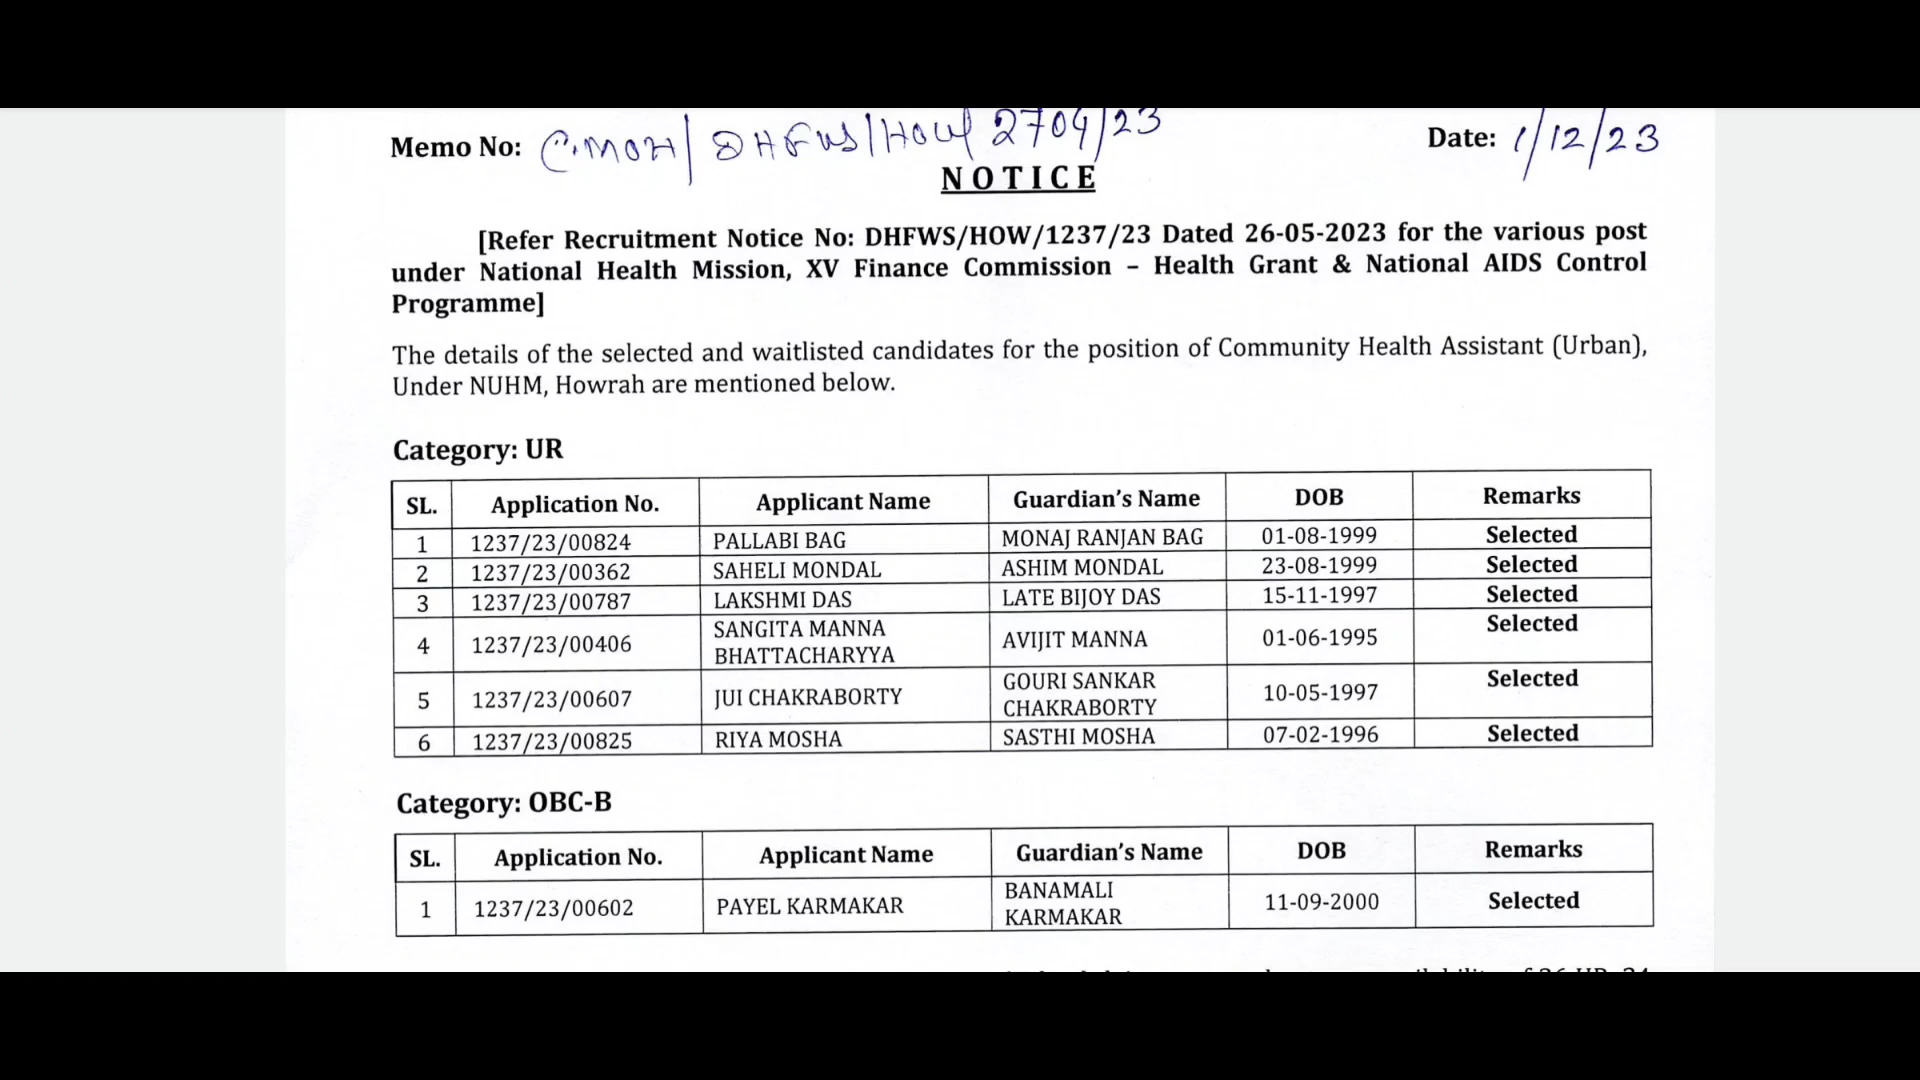 Memo No: C.MOH/DHFWS/HOW/2704/23 Date: 1/12/23
NOTICE
[Refer Recruitment Notice No: DHFWS/HOW/1237/23 Dated 26-05-2023 for the various post
under National Health Mission, XV Finance Commission – Health Grant & National AIDS Control
Programme]
The details of the selected and waitlisted candidates for the position of Community Health Assistant (Urban),
Under NUHM, Howrah are mentioned below.
Category: UR
SL. Application No. Applicant Name Guardian's Name DOB Remarks
1 1237/23/00824 PALLABI BAG MONAJ RANJAN BAG 01-08-1999 Selected
2 1237/23/00362 SAHELI MONDAL ASHIM MONDAL 23-08-1999 Selected
3 1237/23/00787 LAKSHMI DAS LATE BIJOY DAS 15-11-1997 Selected
4 1237/23/00406 SANGITA MANNA BHATTACHARYYA AVIJIT MANNA 01-06-1995 Selected
5 1237/23/00607 JUI CHAKRABORTY GOURI SANKAR CHAKRABORTY 10-05-1997 Selected
6 1237/23/00825 RIYA MOSHA SASTHI MOSHA 07-02-1996 Selected
Category: OBC-B
SL. Application No. Applicant Name Guardian's Name DOB Remarks
1 1237/23/00602 PAYEL KARMAKAR BANAMALI KARMAKAR 11-09-2000 Selected